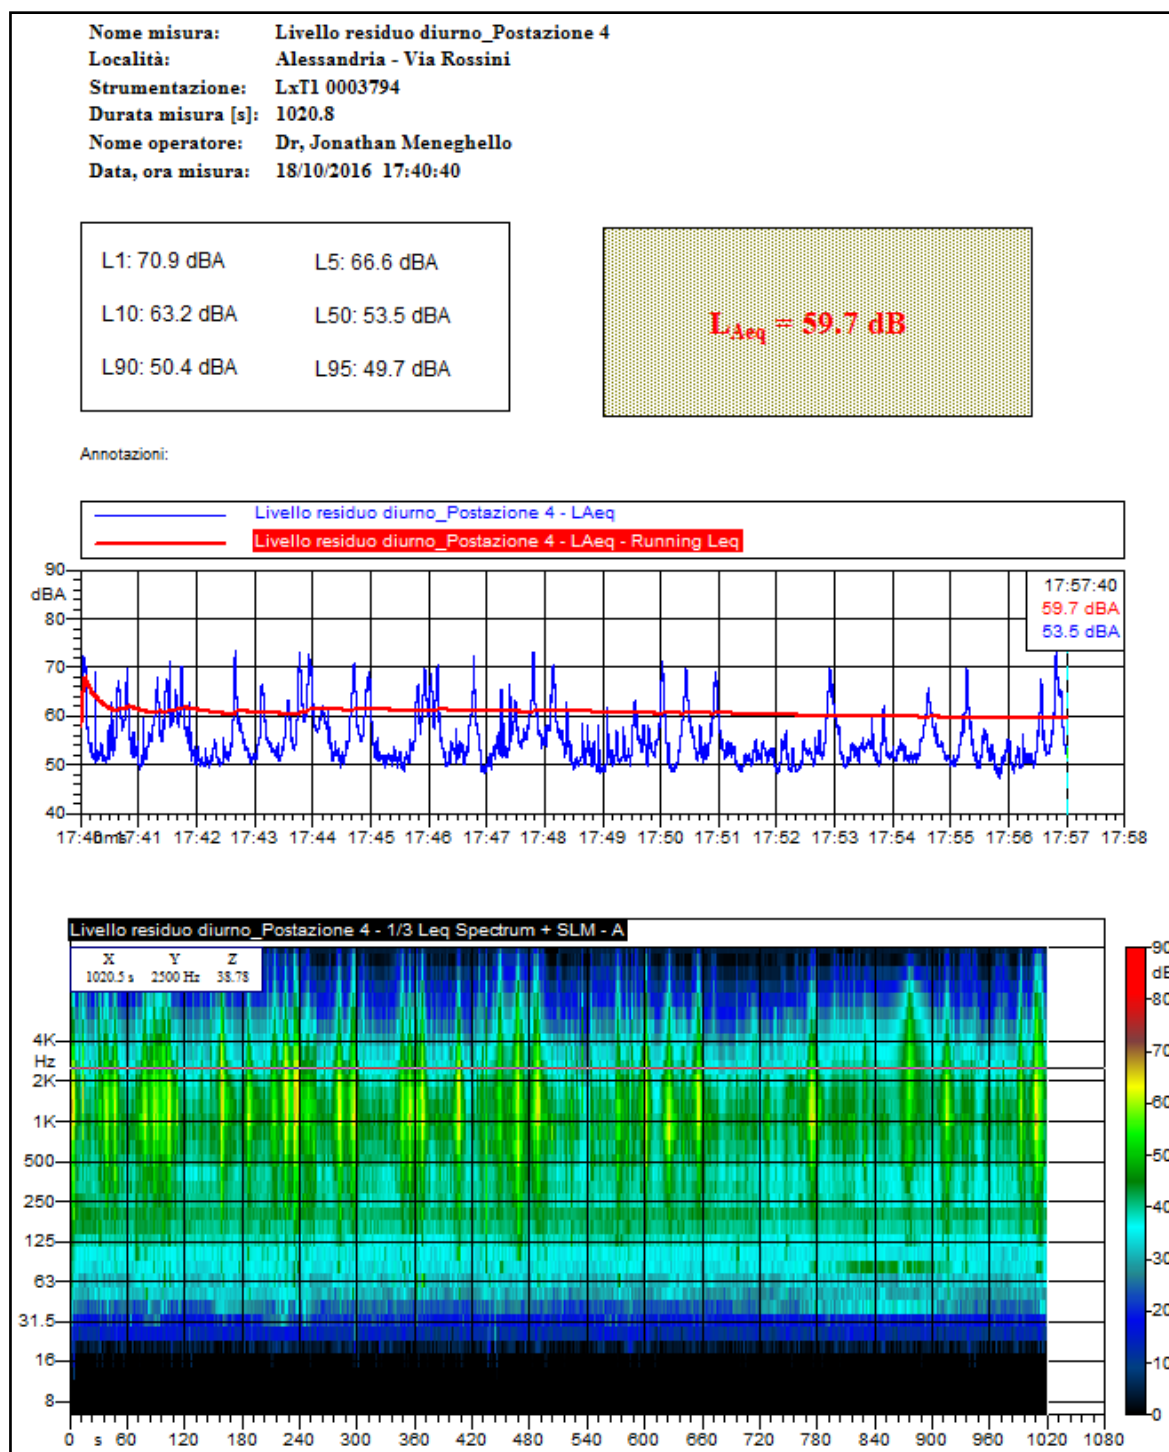 Nome misura: Livello residuo diurno_Postazione 4
Località: Alessandria - Via Rossini
Strumentazione: LxT1 0003794
Durata misura [s]: 1020.8
Nome operatore: Dr, Jonathan Meneghello
Data, ora misura: 18/10/2016 17:40:40
L1: 70.9 dBA L5: 66.6 dBA
L10: 63.2 dBA L50: 53.5 dBA
L90: 50.4 dBA L95: 49.7 dBA
LAeq = 59.7 dB
Annotazioni:
Livello residuo diurno_Postazione 4 - LAeq
Livello residuo diurno_Postazione 4 - LAeq - Running Leq
90
dBA
80
70
60
50
40
17:57:40
59.7 dBA
53.5 dBA
17:40 hms 17:41 17:42 17:43 17:44 17:45 17:46 17:47 17:48 17:49 17:50 17:51 17:52 17:53 17:54 17:55 17:56 17:57 17:58
Livello residuo diurno_Postazione 4 - 1/3 Leq Spectrum + SLM - A
X Y Z
1020.5 s 2500 Hz 38.78
4K
Hz
2K
1K
500
250
125
63
31.5
16
8
90
dB
80
70
60
50
40
30
20
10
0
0 s 60 120 180 240 300 360 420 480 540 600 660 720 780 840 900 960 1020 1080